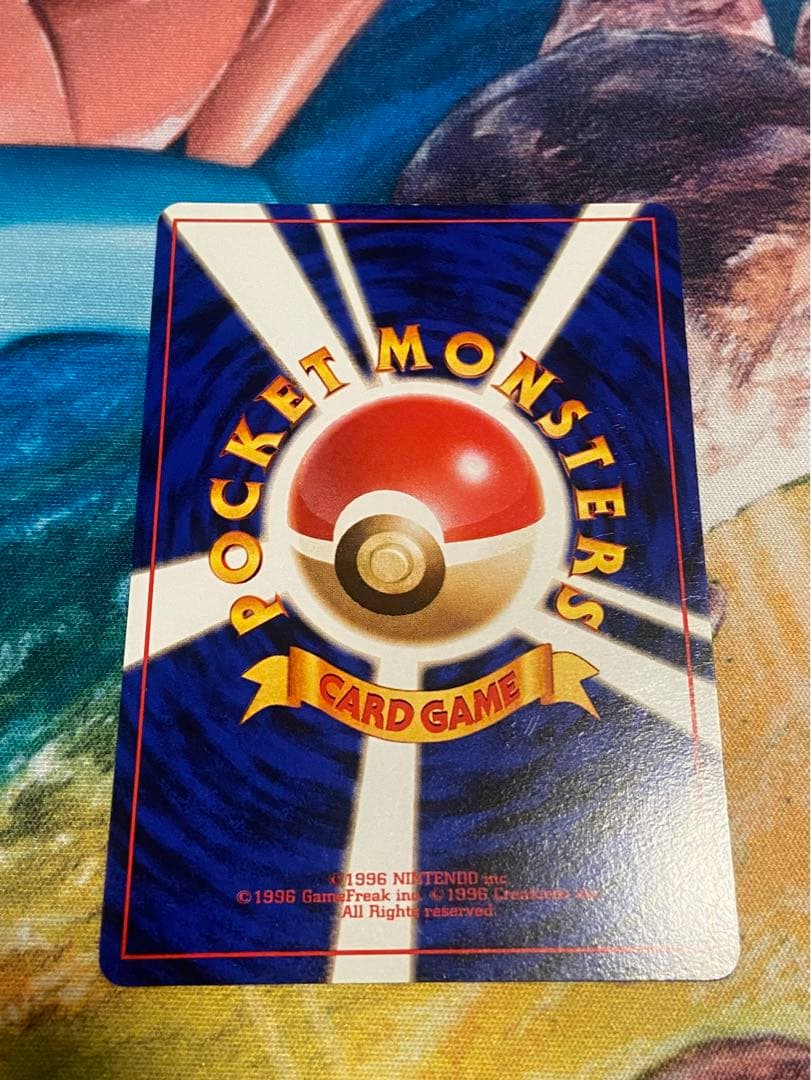 POCKET MONSTERS
CARD GAME
©1996 NINTENDO inc
©1996 GameFreak inc. ©1996 Creatures inc.
All Rights reserved